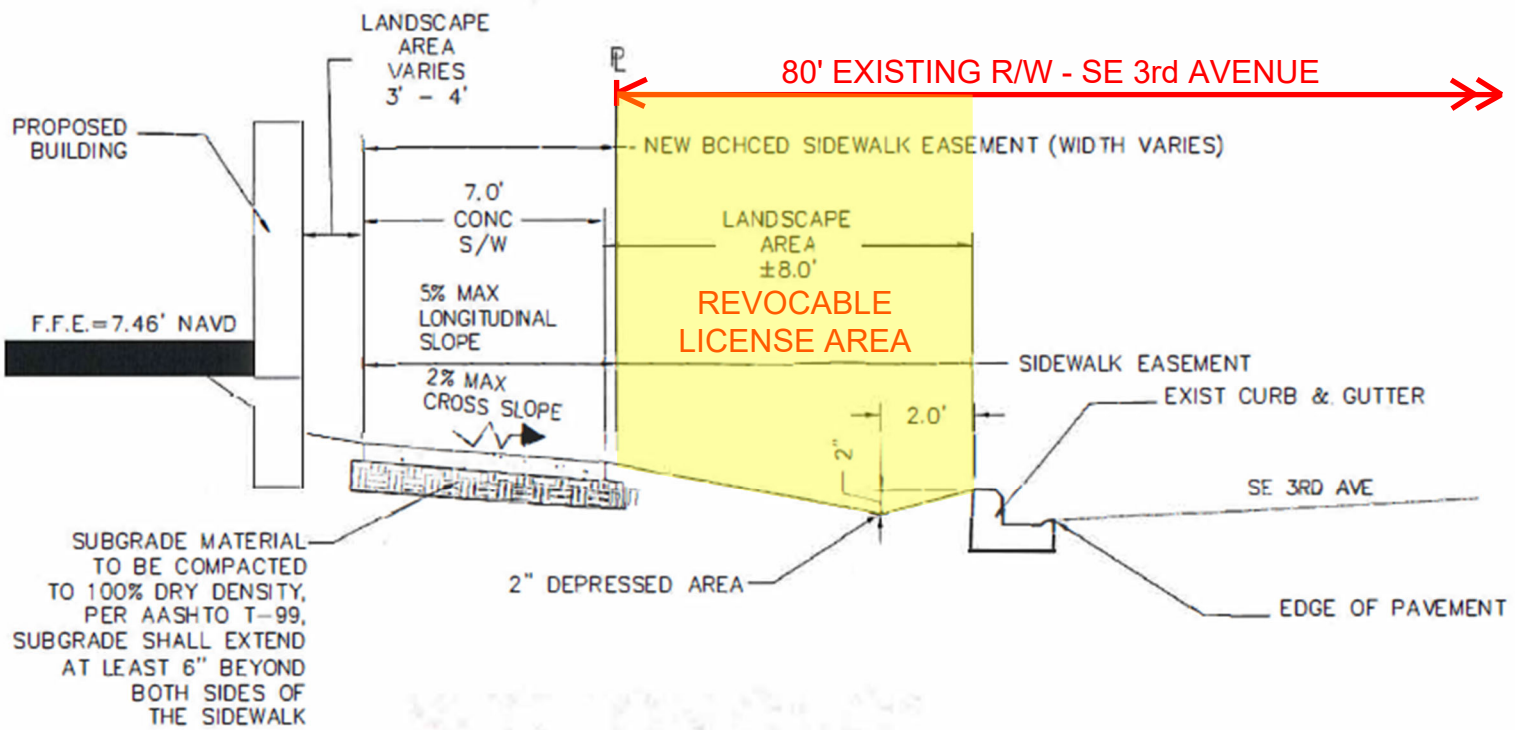 LANDSCAPE
AREA
VARIES
3' - 4'
PL
80' EXISTING R/W - SE 3rd AVENUE
PROPOSED
BUILDING
NEW BCHCED SIDEWALK EASEMENT (WIDTH VARIES)
7.0'
CONC
S/W
LANDSCAPE
AREA
±8.0'
5% MAX
LONGITUDINAL
SLOPE
REVOCABLE
LICENSE AREA
F.F.E.=7.46' NAVD
SIDEWALK EASEMENT
2% MAX
CROSS SLOPE
EXIST CURB & GUTTER
2.0'
2"
SE 3RD AVE
SUBGRADE MATERIAL
TO BE COMPACTED
TO 100% DRY DENSITY,
PER AASHTO T-99,
SUBGRADE SHALL EXTEND
AT LEAST 6" BEYOND
BOTH SIDES OF
THE SIDEWALK
2" DEPRESSED AREA
EDGE OF PAVEMENT